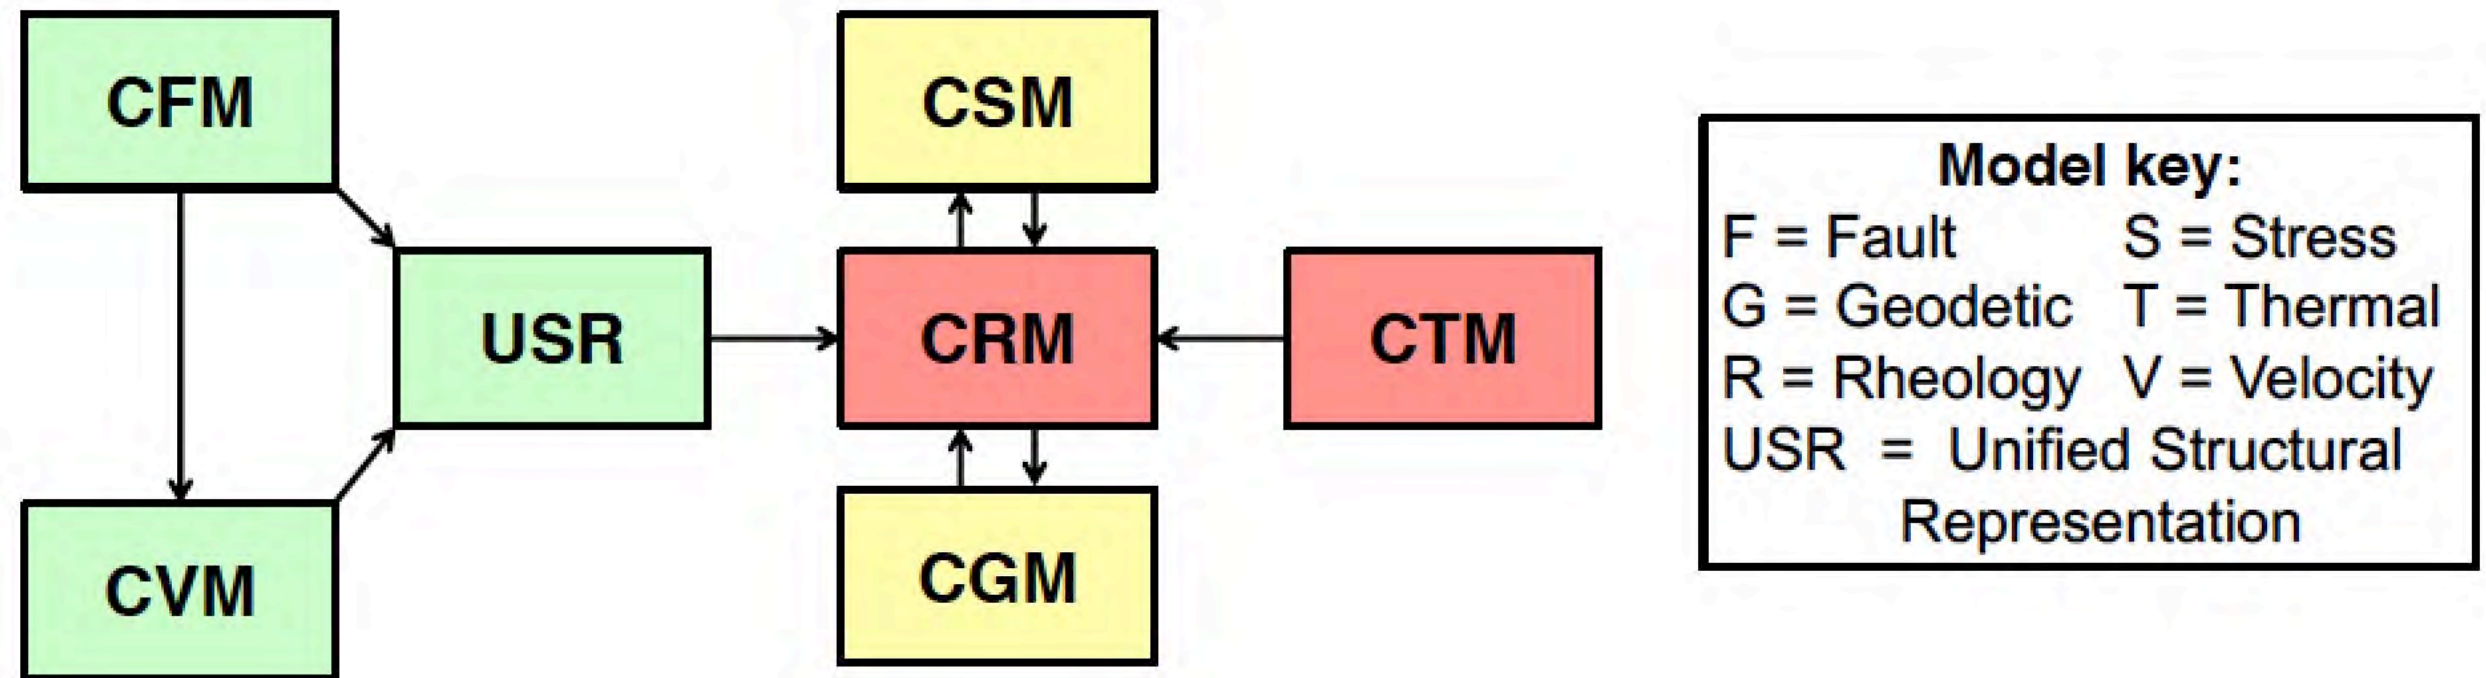 CFM
CSM
USR
CRM
CTM
CVM
CGM
Model key:
F = Fault S = Stress
G = Geodetic T = Thermal
R = Rheology V = Velocity
USR = Unified Structural
Representation